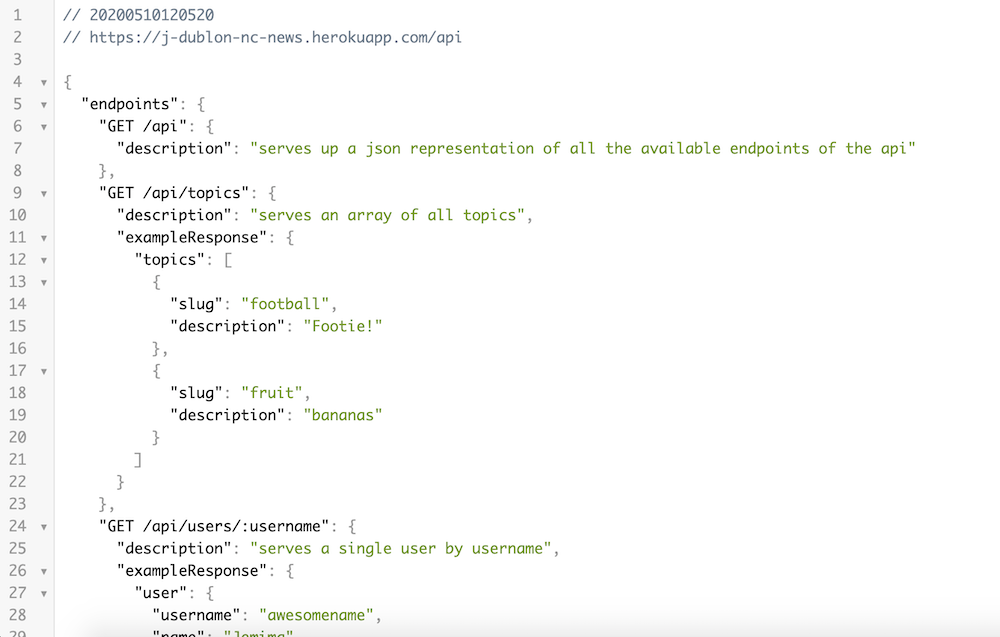 1 // 20200510120520
2 // https://j-dublon-nc-news.herokuapp.com/api
3
4 {
5 "endpoints": {
6 "GET /api": {
7 "description": "serves up a json representation of all the available endpoints of the api"
8 },
9 "GET /api/topics": {
10 "description": "serves an array of all topics",
11 "exampleResponse": {
12 "topics": [
13 {
14 "slug": "football",
15 "description": "Footie!"
16 },
17 {
18 "slug": "fruit",
19 "description": "bananas"
20 }
21 ]
22 }
23 },
24 "GET /api/users/:username": {
25 "description": "serves a single user by username",
26 "exampleResponse": {
27 "user": {
28 "username": "awesomename",
29 "name": "Jemima"